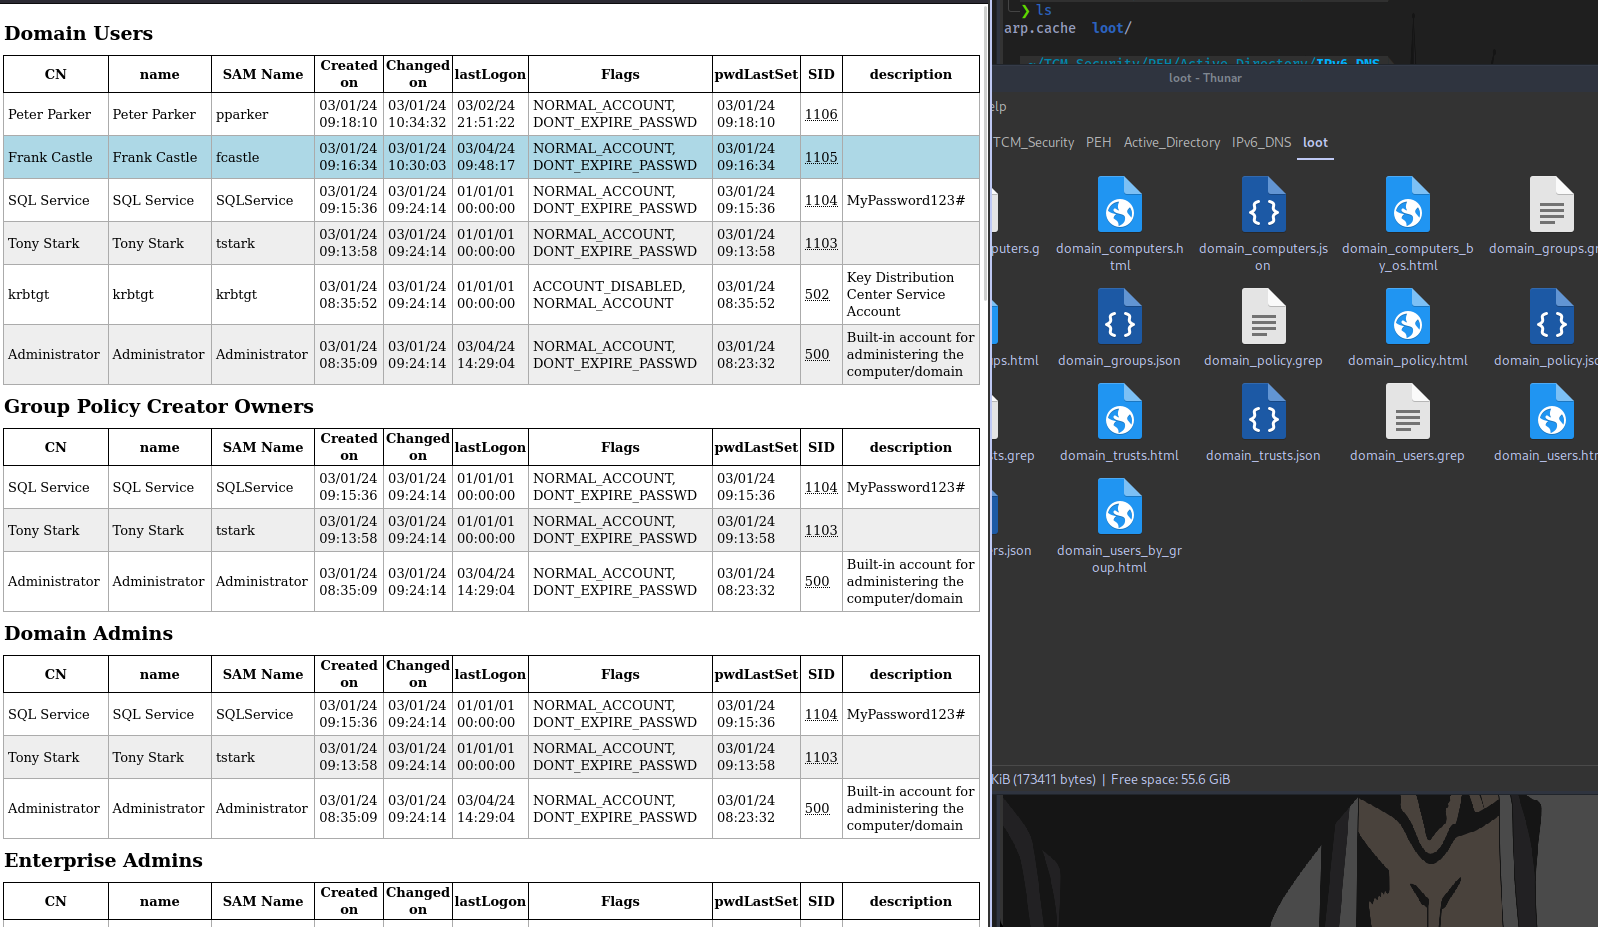 Domain Users
CN name SAM Name Created on Changed on lastLogon Flags pwdLastSet SID description
Peter Parker Peter Parker pparker 03/01/24 09:18:10 03/01/24 10:34:32 03/02/24 21:51:22 NORMAL_ACCOUNT, DONT_EXPIRE_PASSWD 03/01/24 09:18:10 1106
Frank Castle Frank Castle fcastle 03/01/24 09:16:34 03/01/24 10:30:03 03/04/24 09:48:17 NORMAL_ACCOUNT, DONT_EXPIRE_PASSWD 03/01/24 09:16:34 1105
SQL Service SQL Service SQLService 03/01/24 09:15:36 03/01/24 09:24:14 01/01/01 00:00:00 NORMAL_ACCOUNT, DONT_EXPIRE_PASSWD 03/01/24 09:15:36 1104 MyPassword123#
Tony Stark Tony Stark tstark 03/01/24 09:13:58 03/01/24 09:24:14 01/01/01 00:00:00 NORMAL_ACCOUNT, DONT_EXPIRE_PASSWD 03/01/24 09:13:58 1103
krbtgt krbtgt krbtgt 03/01/24 08:35:52 03/01/24 09:24:14 01/01/01 00:00:00 ACCOUNT_DISABLED, NORMAL_ACCOUNT 03/01/24 08:35:52 502 Key Distribution Center Service Account
Administrator Administrator Administrator 03/01/24 08:35:09 03/01/24 09:24:14 03/04/24 14:29:04 NORMAL_ACCOUNT, DONT_EXPIRE_PASSWD 03/01/24 08:23:32 500 Built-in account for administering the computer/domain
Group Policy Creator Owners
CN name SAM Name Created on Changed on lastLogon Flags pwdLastSet SID description
SQL Service SQL Service SQLService 03/01/24 09:15:36 03/01/24 09:24:14 01/01/01 00:00:00 NORMAL_ACCOUNT, DONT_EXPIRE_PASSWD 03/01/24 09:15:36 1104 MyPassword123#
Tony Stark Tony Stark tstark 03/01/24 09:13:58 03/01/24 09:24:14 01/01/01 00:00:00 NORMAL_ACCOUNT, DONT_EXPIRE_PASSWD 03/01/24 09:13:58 1103
Administrator Administrator Administrator 03/01/24 08:35:09 03/01/24 09:24:14 03/04/24 14:29:04 NORMAL_ACCOUNT, DONT_EXPIRE_PASSWD 03/01/24 08:23:32 500 Built-in account for administering the computer/domain
Domain Admins
CN name SAM Name Created on Changed on lastLogon Flags pwdLastSet SID description
SQL Service SQL Service SQLService 03/01/24 09:15:36 03/01/24 09:24:14 01/01/01 00:00:00 NORMAL_ACCOUNT, DONT_EXPIRE_PASSWD 03/01/24 09:15:36 1104 MyPassword123#
Tony Stark Tony Stark tstark 03/01/24 09:13:58 03/01/24 09:24:14 01/01/01 00:00:00 NORMAL_ACCOUNT, DONT_EXPIRE_PASSWD 03/01/24 09:13:58 1103
Administrator Administrator Administrator 03/01/24 08:35:09 03/01/24 09:24:14 03/04/24 14:29:04 NORMAL_ACCOUNT, DONT_EXPIRE_PASSWD 03/01/24 08:23:32 500 Built-in account for administering the computer/domain
Enterprise Admins
CN name SAM Name Created on Changed on lastLogon Flags pwdLastSet SID description
❯ ls
arp.cache loot/
~/TCM_Security/PEH/Active_Directory/IPv6_DNS
loot - Thunar
elp
TCM_Security PEH Active_Directory IPv6_DNS loot
puters.g domain_computers.h domain_computers.js domain_computers_b domain_groups.gr
tml on y_os.html
ps.html domain_groups.json domain_policy.grep domain_policy.html domain_policy.jso
sts.grep domain_trusts.html domain_trusts.json domain_users.grep domain_users.htm
rs.json domain_users_by_gr
oup.html
KiB (173411 bytes) | Free space: 55.6 GiB